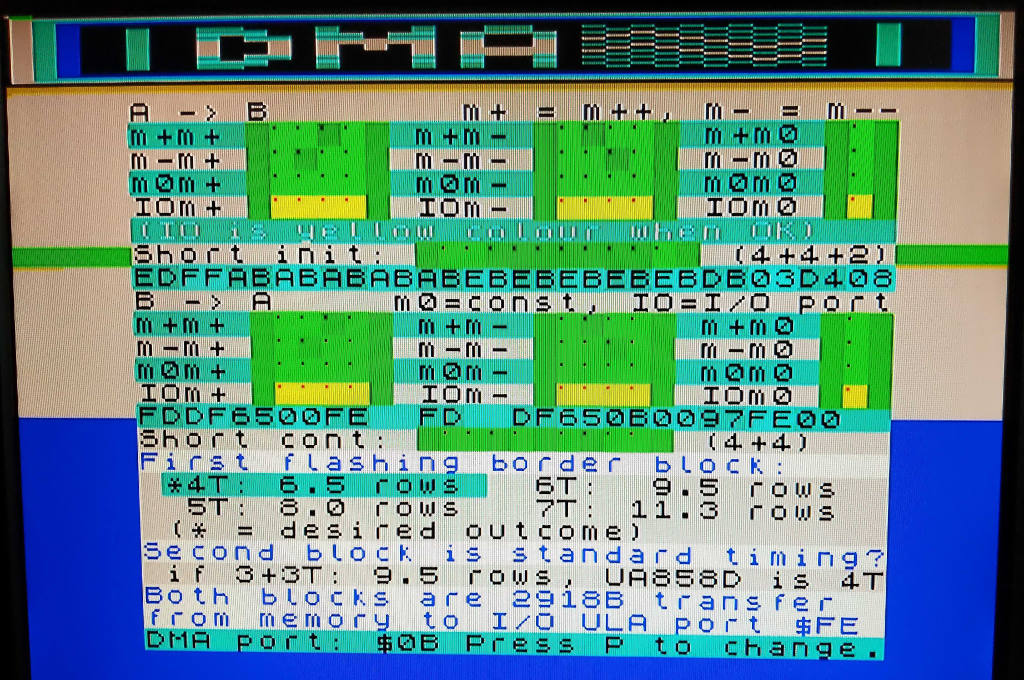 DMA
A -> B m+ = m++, m- = m--
m+m+ m+m- m+m0
m-m+ m-m- m-m0
m0m+ m0m- m0m0
IOm+ IOm- IOm0
(IO is yellow colour when OK)
Short init: (4+4+2)
EDFFABABABABABEBEBEBEBEBDB03D408
B -> A m0=const, IO=I/O port
m+m+ m+m- m+m0
m-m+ m-m- m-m0
m0m+ m0m- m0m0
IOm+ IOm- IOm0
FDDF6500FE FD DF650B0097FE00
Short cont: (4+4)
First flashing border block:
*4T: 6.5 rows 6T: 9.5 rows
5T: 8.0 rows 7T: 11.3 rows
(* = desired outcome)
Second block is standard timing?
if 3+3T: 9.5 rows, UA858D is 4T
Both blocks are 2918B transfer
from memory to I/O ULA port $FE
DMA port: $0B Press P to change.